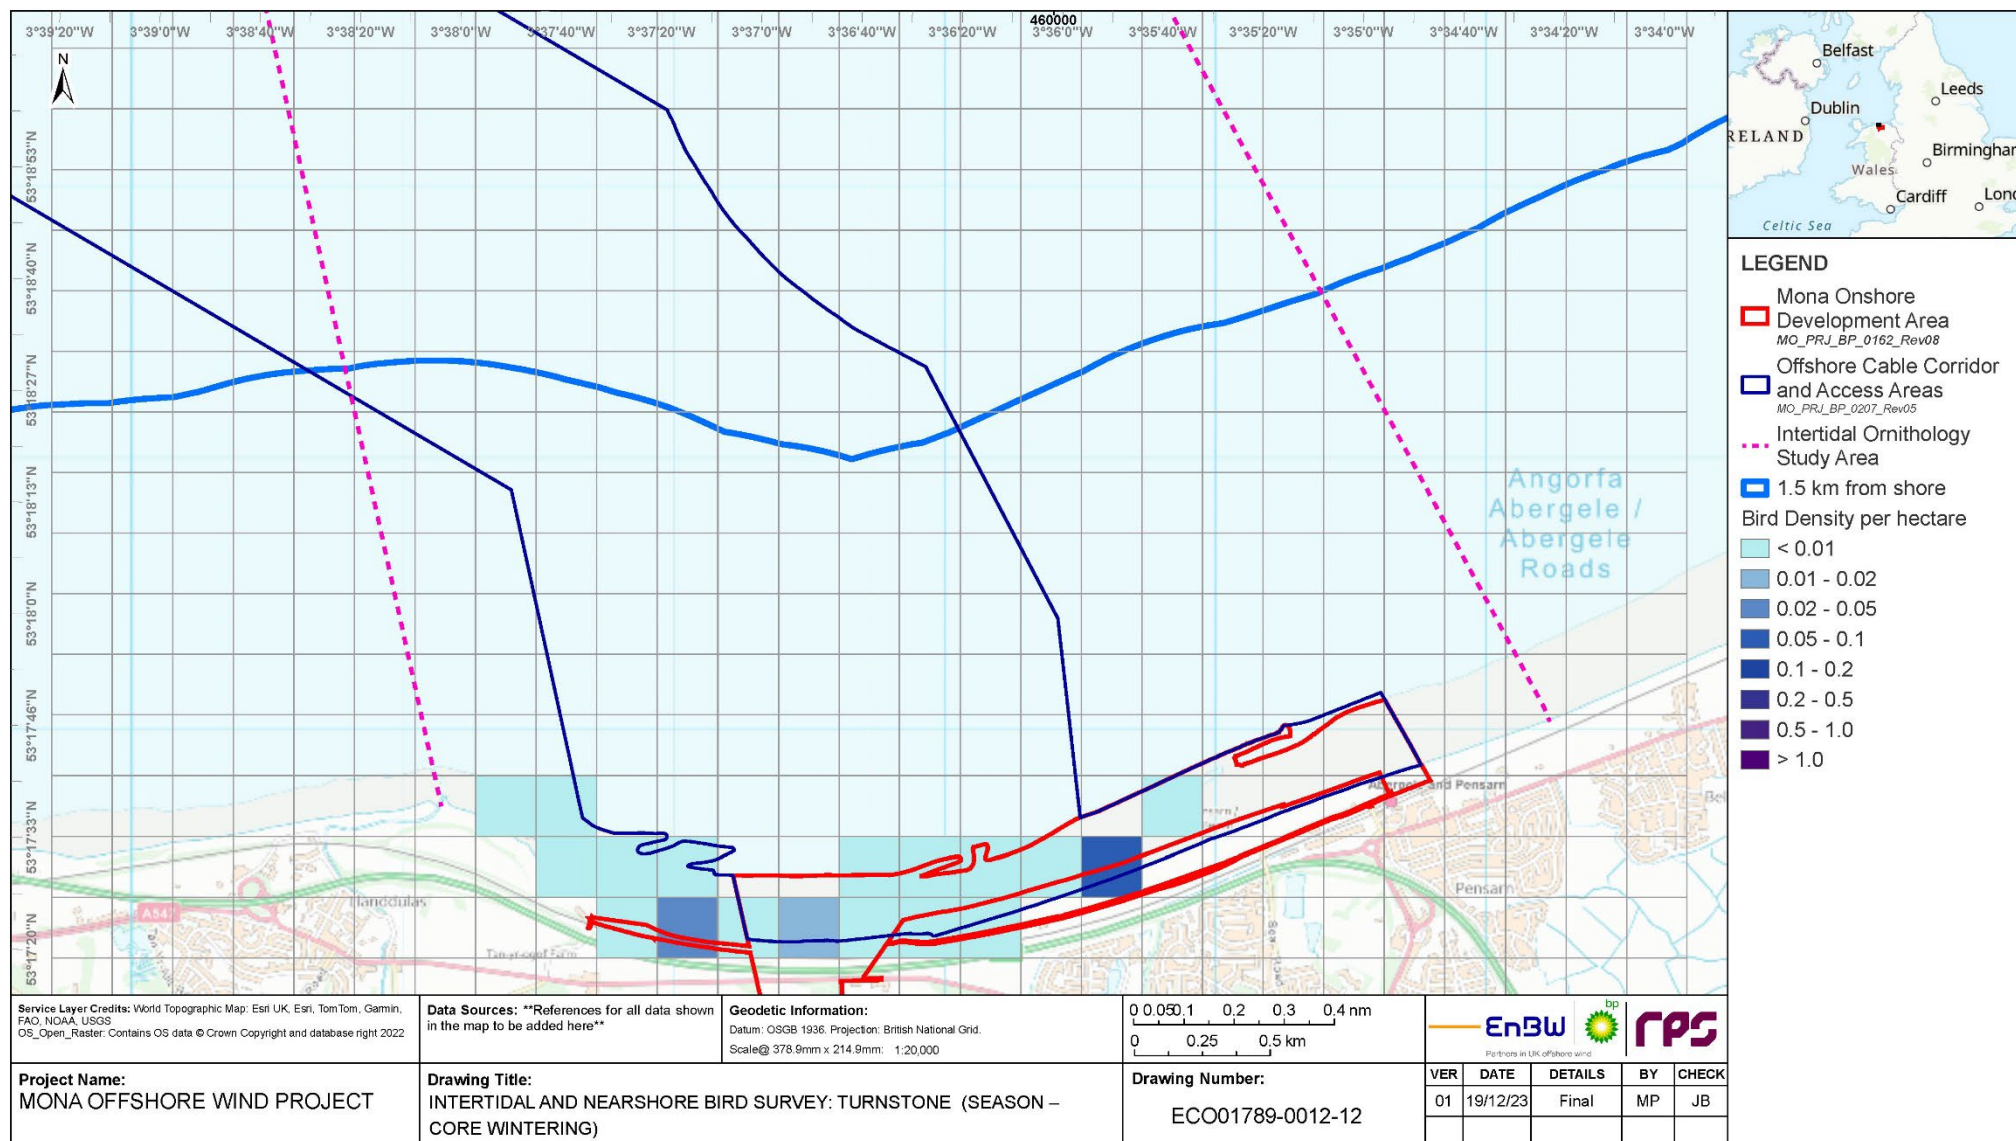 460000
3°39'20"W 3°39'0"W 3°38'40"W 3°38'20"W 3°38'0"W 3°37'40"W 3°37'20"W 3°37'0"W 3°36'40"W 3°36'20"W 3°36'0"W 3°35'40"W 3°35'20"W 3°35'0"W 3°34'40"W 3°34'20"W 3°34'0"W
N
53°18'53"N
53°18'40"N
53°18'27"N
53°18'13"N
53°18'0"N
53°17'46"N
53°17'33"N
53°17'20"N
Angorfa
Abergele /
Abergele
Roads
Abergele and Pensarn
Pensarn
Llanddulas
A547
Belfast
Leeds
Dublin
RELAND
Birminghar
Wales
Cardiff
Lond
Celtic Sea
LEGEND
Mona Onshore
Development Area
MO_PRJ_BP_0162_Rev08
Offshore Cable Corridor
and Access Areas
MO_PRJ_BP_0207_Rev05
Intertidal Ornithology
Study Area
1.5 km from shore
Bird Density per hectare
< 0.01
0.01 - 0.02
0.02 - 0.05
0.05 - 0.1
0.1 - 0.2
0.2 - 0.5
0.5 - 1.0
> 1.0
Service Layer Credits: World Topographic Map: Esri UK, Esri, TomTom, Garmin,
FAO, NOAA, USGS
OS_Open_Raster: Contains OS data © Crown Copyright and database right 2022
Data Sources: **References for all data shown
in the map to be added here**
Geodetic Information:
Datum: OSGB 1936. Projection: British National Grid.
Scale@ 378.9mm x 214.9mm: 1:20,000
0 0.050.1 0.2 0.3 0.4 nm
0 0.25 0.5 km
EnBW
bp
rps
Partners in UK offshore wind
Project Name:
MONA OFFSHORE WIND PROJECT
Drawing Title:
INTERTIDAL AND NEARSHORE BIRD SURVEY: TURNSTONE (SEASON –
CORE WINTERING)
Drawing Number:
ECO01789-0012-12
VER DATE DETAILS BY CHECK
01 19/12/23 Final MP JB